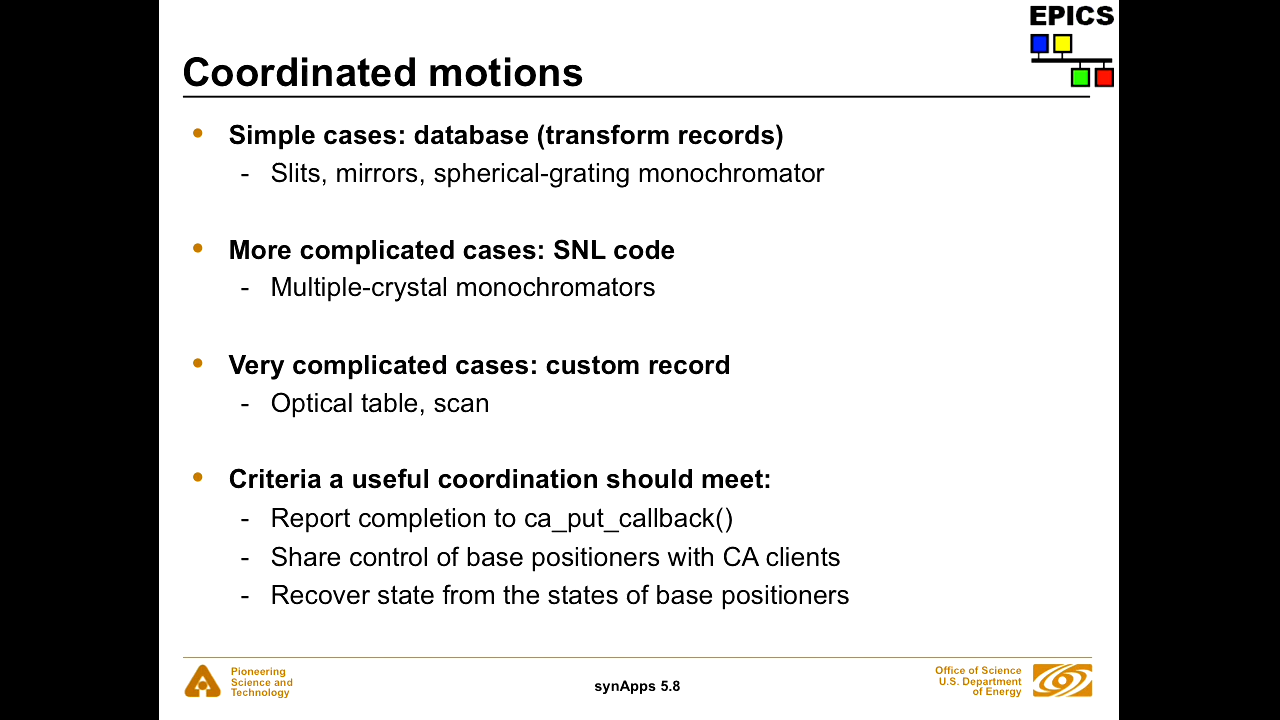 EPICS
Coordinated motions
• Simple cases: database (transform records)
- Slits, mirrors, spherical-grating monochromator
• More complicated cases: SNL code
- Multiple-crystal monochromators
• Very complicated cases: custom record
- Optical table, scan
• Criteria a useful coordination should meet:
- Report completion to ca_put_callback()
- Share control of base positioners with CA clients
- Recover state from the states of base positioners
Pioneering
Science and
Technology
synApps 5.8
Office of Science
U.S. Department
of Energy